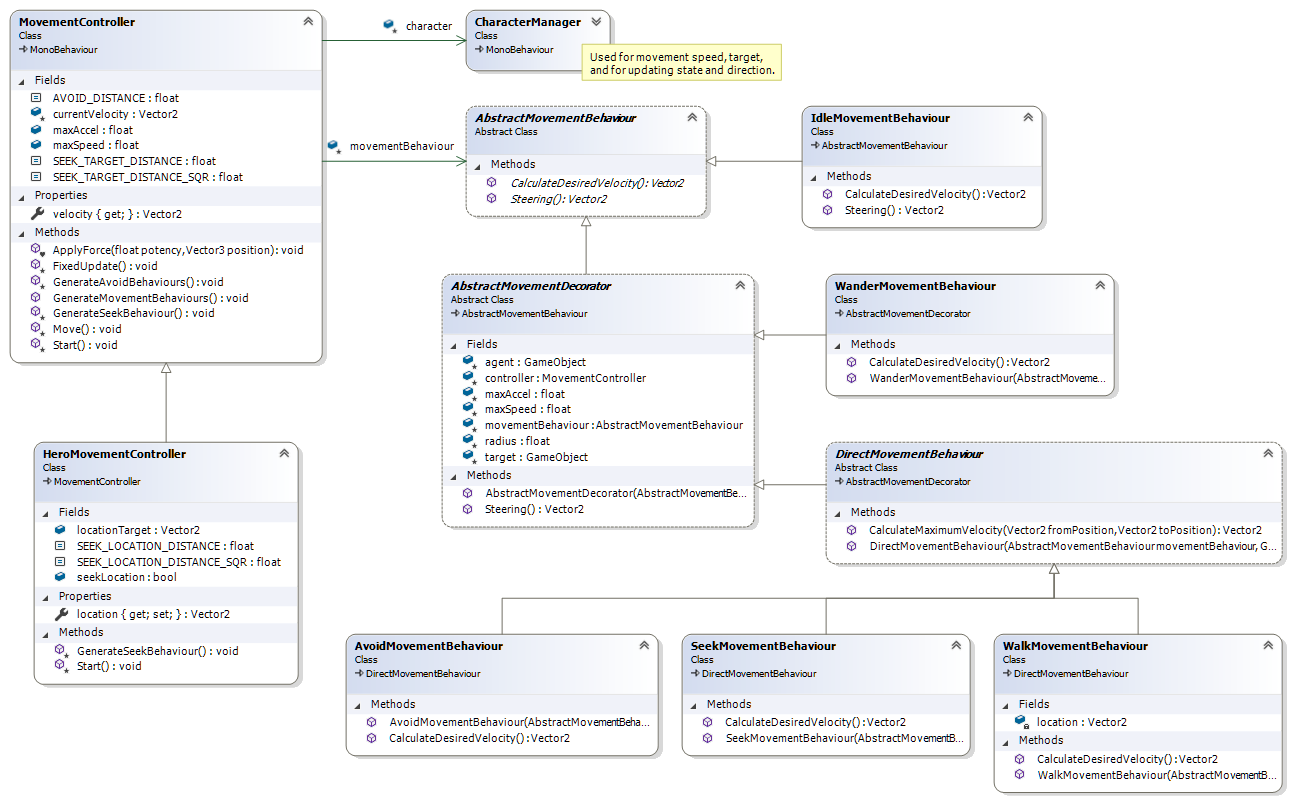 MovementController
Class
MonoBehaviour
Fields
AVOID_DISTANCE : float
currentVelocity : Vector2
maxAccel : float
maxSpeed : float
SEEK_TARGET_DISTANCE : float
SEEK_TARGET_DISTANCE_SQR : float
Properties
velocity { get; } : Vector2
Methods
ApplyForce(float potency, Vector3 position) : void
FixedUpdate() : void
GenerateAvoidBehaviours() : void
GenerateMovementBehaviours() : void
GenerateSeekBehaviour() : void
Move() : void
Start() : void
character
CharacterManager
Class
MonoBehaviour
Used for movement speed, target,
and for updating state and direction.
movementBehaviour
AbstractMovementBehaviour
Abstract Class
Methods
CalculateDesiredVelocity() : Vector2
Steering() : Vector2
IdleMovementBehaviour
Class
AbstractMovementBehaviour
Methods
CalculateDesiredVelocity() : Vector2
Steering() : Vector2
AbstractMovementDecorator
Abstract Class
AbstractMovementBehaviour
Fields
agent : GameObject
controller : MovementController
maxAccel : float
maxSpeed : float
movementBehaviour : AbstractMovementBehaviour
radius : float
target : GameObject
Methods
AbstractMovementDecorator(AbstractMovementBe...
Steering() : Vector2
WanderMovementBehaviour
Class
AbstractMovementDecorator
Methods
CalculateDesiredVelocity() : Vector2
WanderMovementBehaviour(AbstractMoveme...
HeroMovementController
Class
MovementController
Fields
locationTarget : Vector2
SEEK_LOCATION_DISTANCE : float
SEEK_LOCATION_DISTANCE_SQR : float
seekLocation : bool
Properties
location { get; set; } : Vector2
Methods
GenerateSeekBehaviour() : void
Start() : void
DirectMovementBehaviour
Abstract Class
AbstractMovementDecorator
Methods
CalculateMaximumVelocity(Vector2 fromPosition, Vector2 toPosition) : Vector2
DirectMovementBehaviour(AbstractMovementBehaviour movementBehaviour, G...
AvoidMovementBehaviour
Class
DirectMovementBehaviour
Methods
AvoidMovementBehaviour(AbstractMovementBeha...
CalculateDesiredVelocity() : Vector2
SeekMovementBehaviour
Class
DirectMovementBehaviour
Methods
CalculateDesiredVelocity() : Vector2
SeekMovementBehaviour(AbstractMovementB...
WalkMovementBehaviour
Class
DirectMovementBehaviour
Fields
location : Vector2
Methods
CalculateDesiredVelocity() : Vector2
WalkMovementBehaviour(AbstractMovementB...